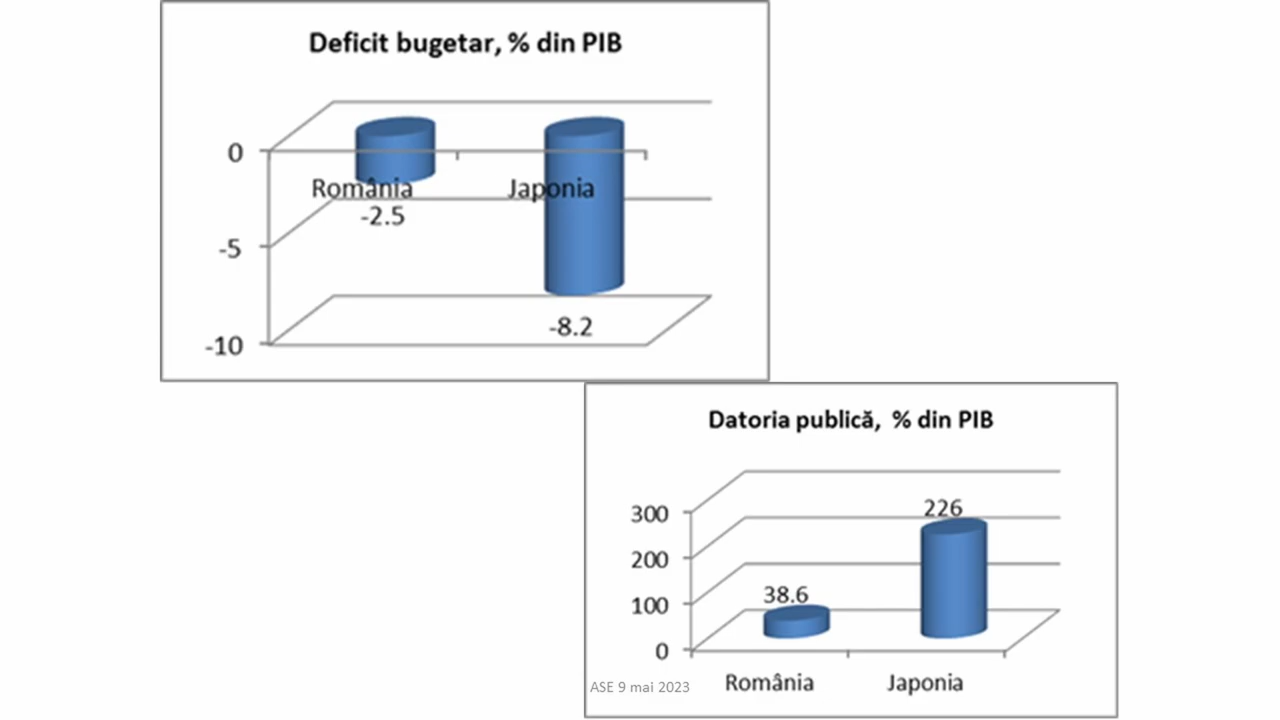 Deficit bugetar, % din PIB
0
România
Japonia
-2.5
-5
-8.2
-10
Datoria publică, % din PIB
300
226
200
100
38.6
0
România
Japonia
ASE 9 mai 2023